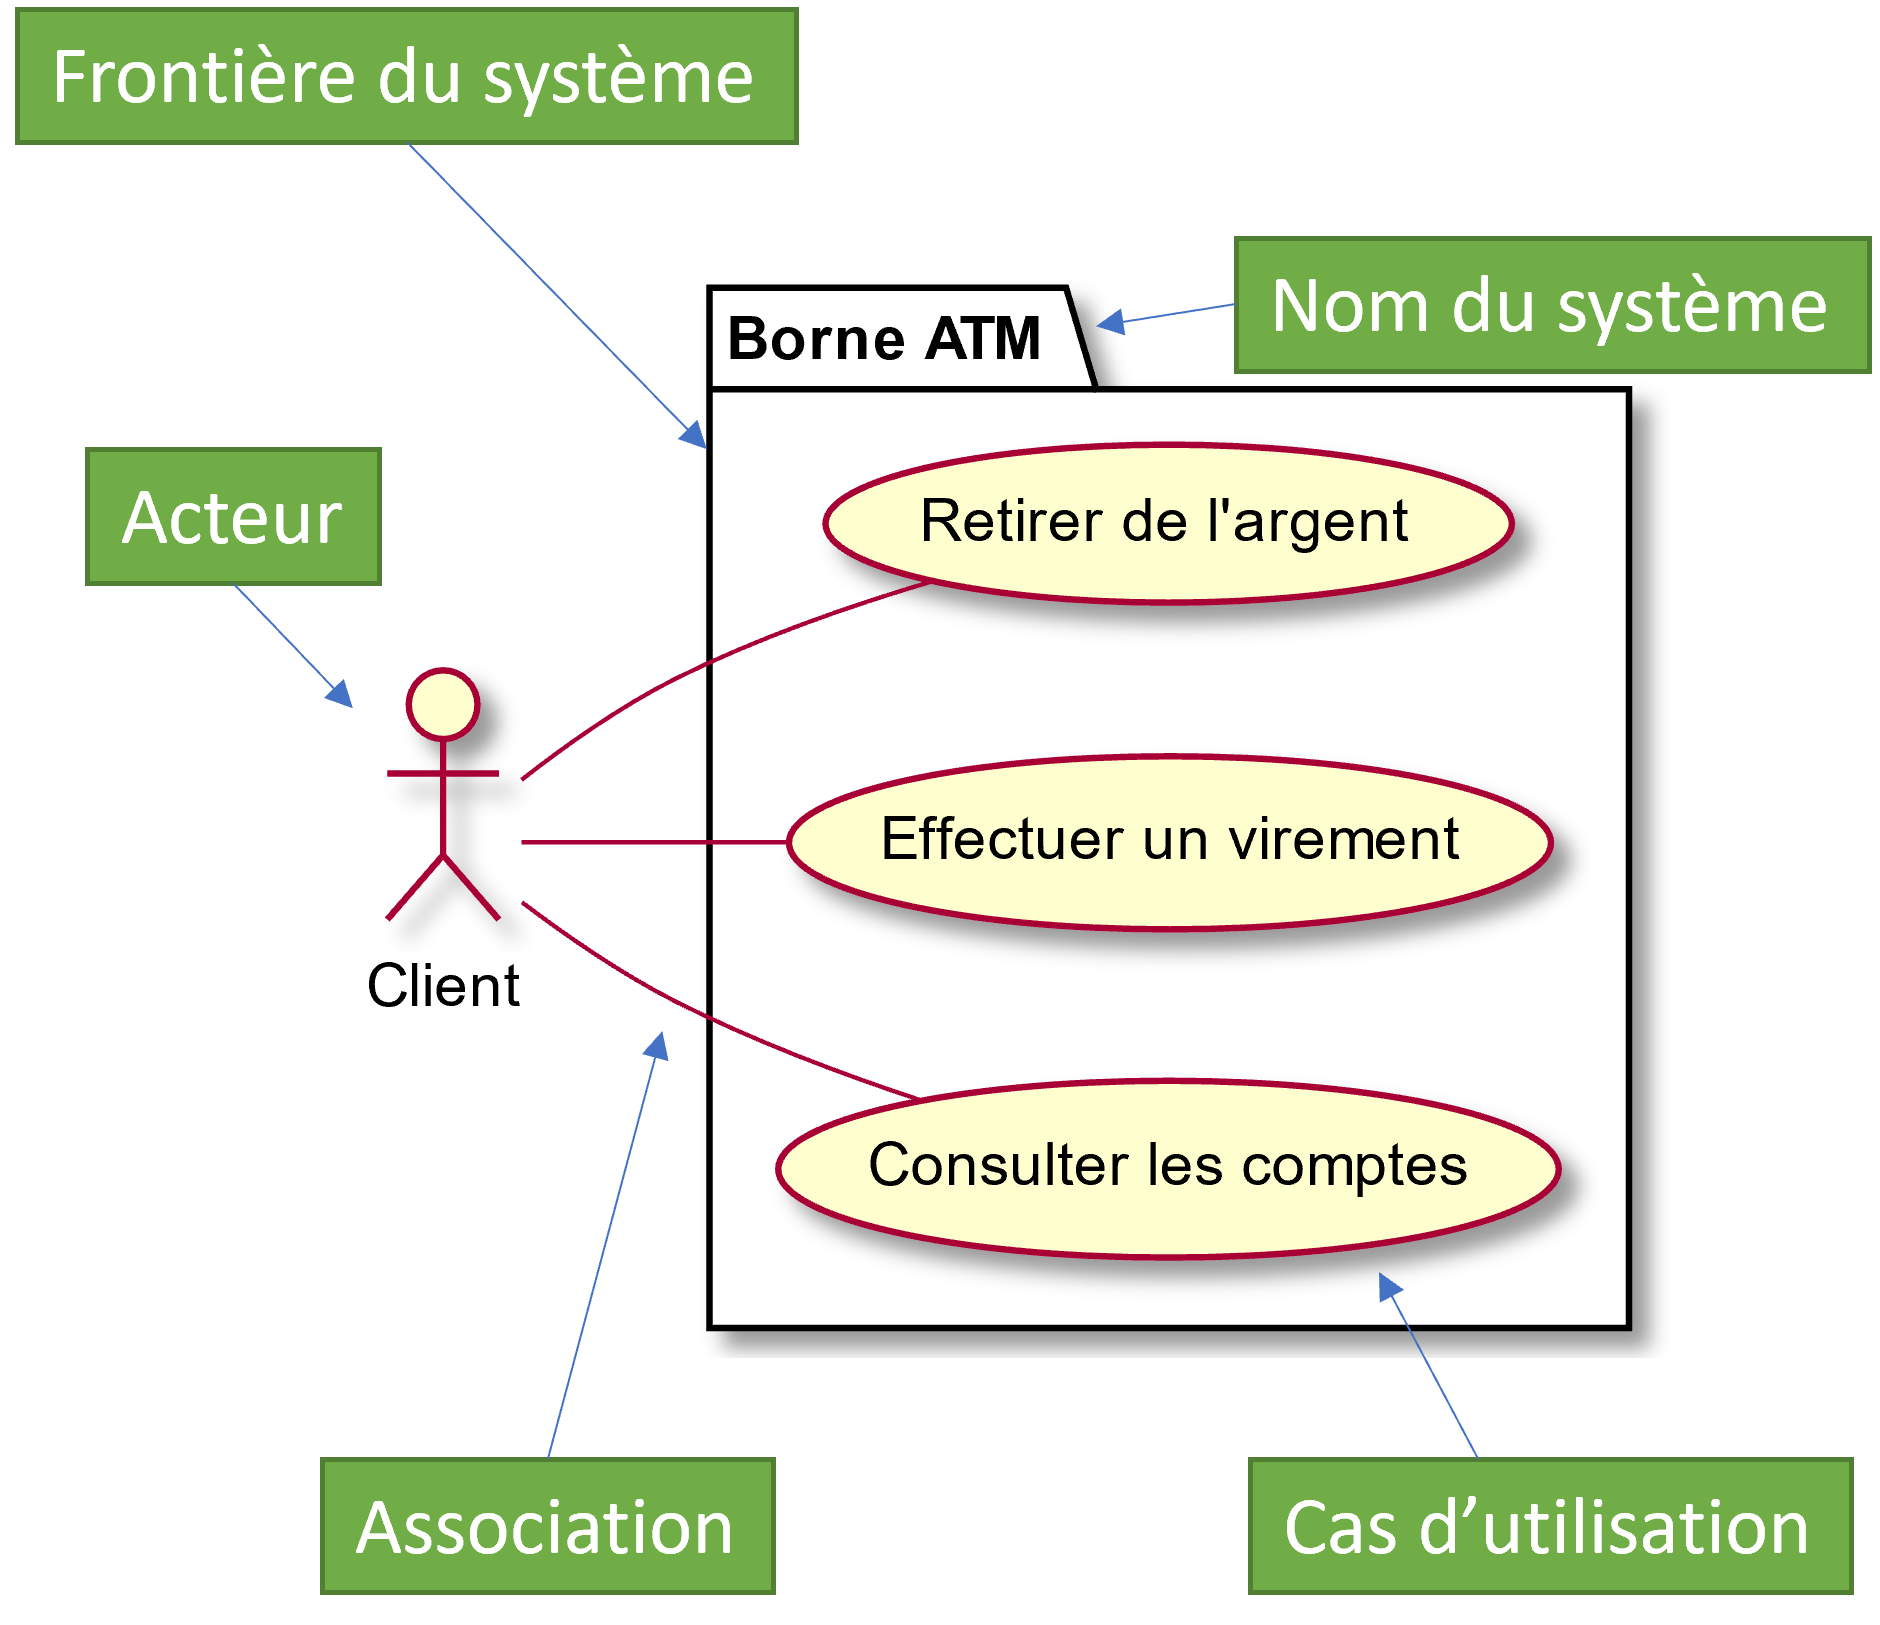 Frontière du système
Nom du système
Borne ATM
Retirer de l'argent
Acteur
Effectuer un virement
Client
Consulter les comptes
Association
Cas d’utilisation